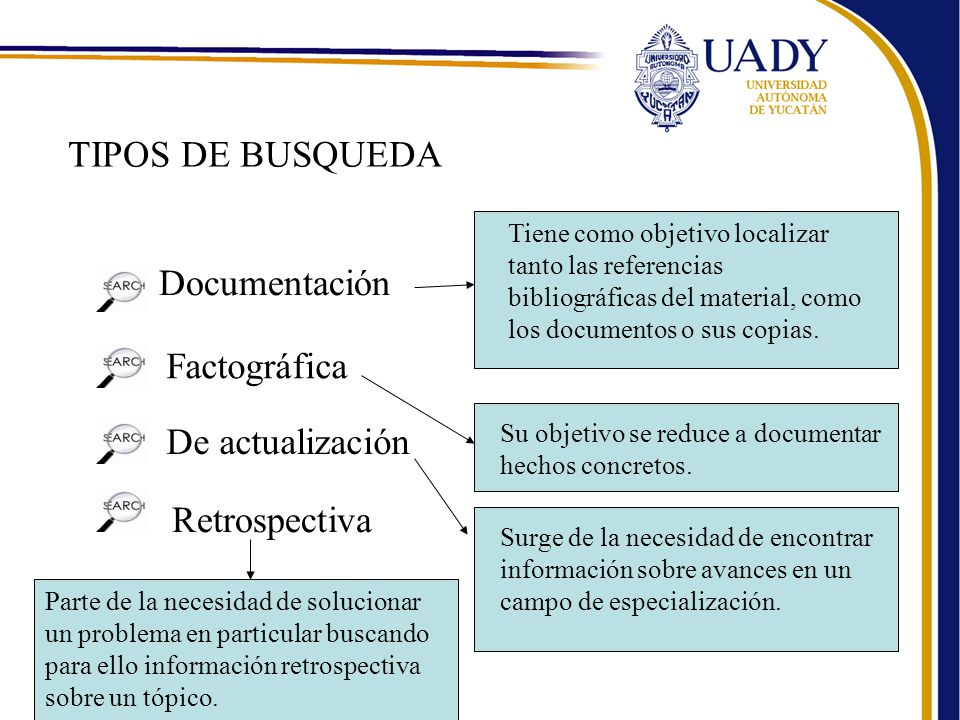 UADY
UNIVERSIDAD
AUTÓNOMA
DE YUCATÁN
UNIVERSIDAD
AUTONOMA
YUCATAN
TIPOS DE BUSQUEDA
SEARCH
Documentación
Tiene como objetivo localizar
tanto las referencias
bibliográficas del material, como
los documentos o sus copias.
SEARCH
Factográfica
Su objetivo se reduce a documentar
hechos concretos.
SEARCH
De actualización
Surge de la necesidad de encontrar
información sobre avances en un
campo de especialización.
SEARCH
Retrospectiva
Parte de la necesidad de solucionar
un problema en particular buscando
para ello información retrospectiva
sobre un tópico.